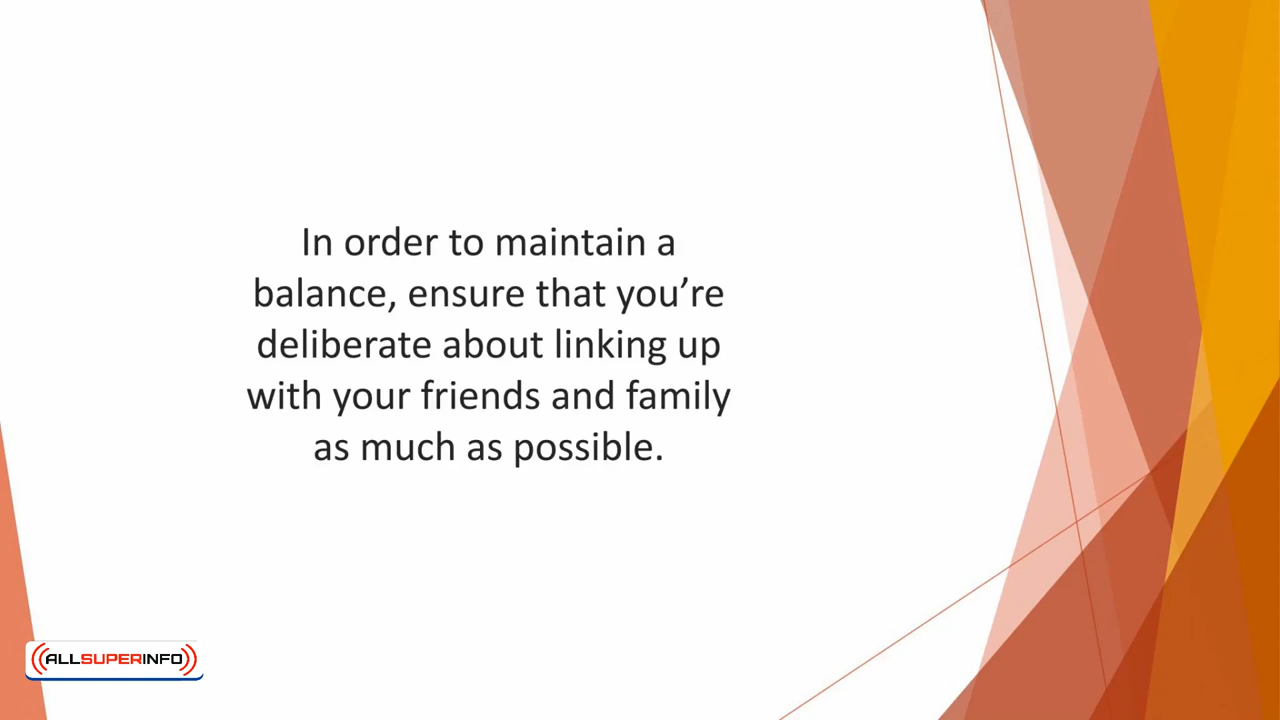 In order to maintain a
balance, ensure that you’re
deliberate about linking up
with your friends and family
as much as possible.
ALLSUPERINFO